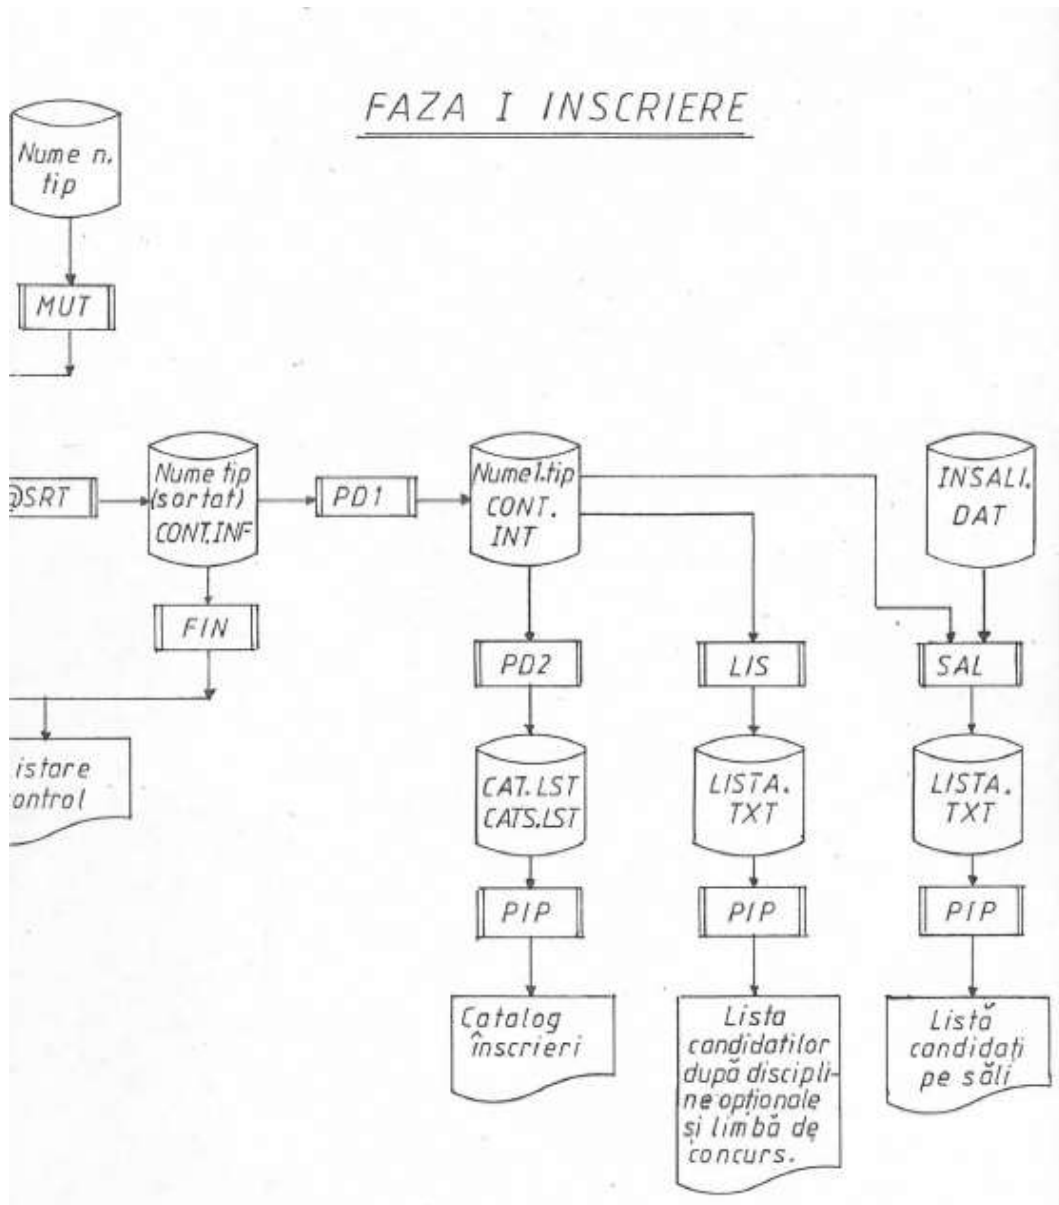 FAZA I INSCRIERE
Nume n.
tip
MUT
@SRT
Nume tip
(sortat)
CONT.INF
PD1
Nume1.tip
CONT.
INT
INSALI.
DAT
FIN
PD2
LIS
SAL
istare
ontrol
CAT.LST
CATS.LST
LISTA.
TXT
LISTA.
TXT
PIP
PIP
PIP
Catalog
înscrieri
Lista
candidatilor
după discipli-
ne opționale
și limbă de
concurs.
Listă
candidați
pe săli